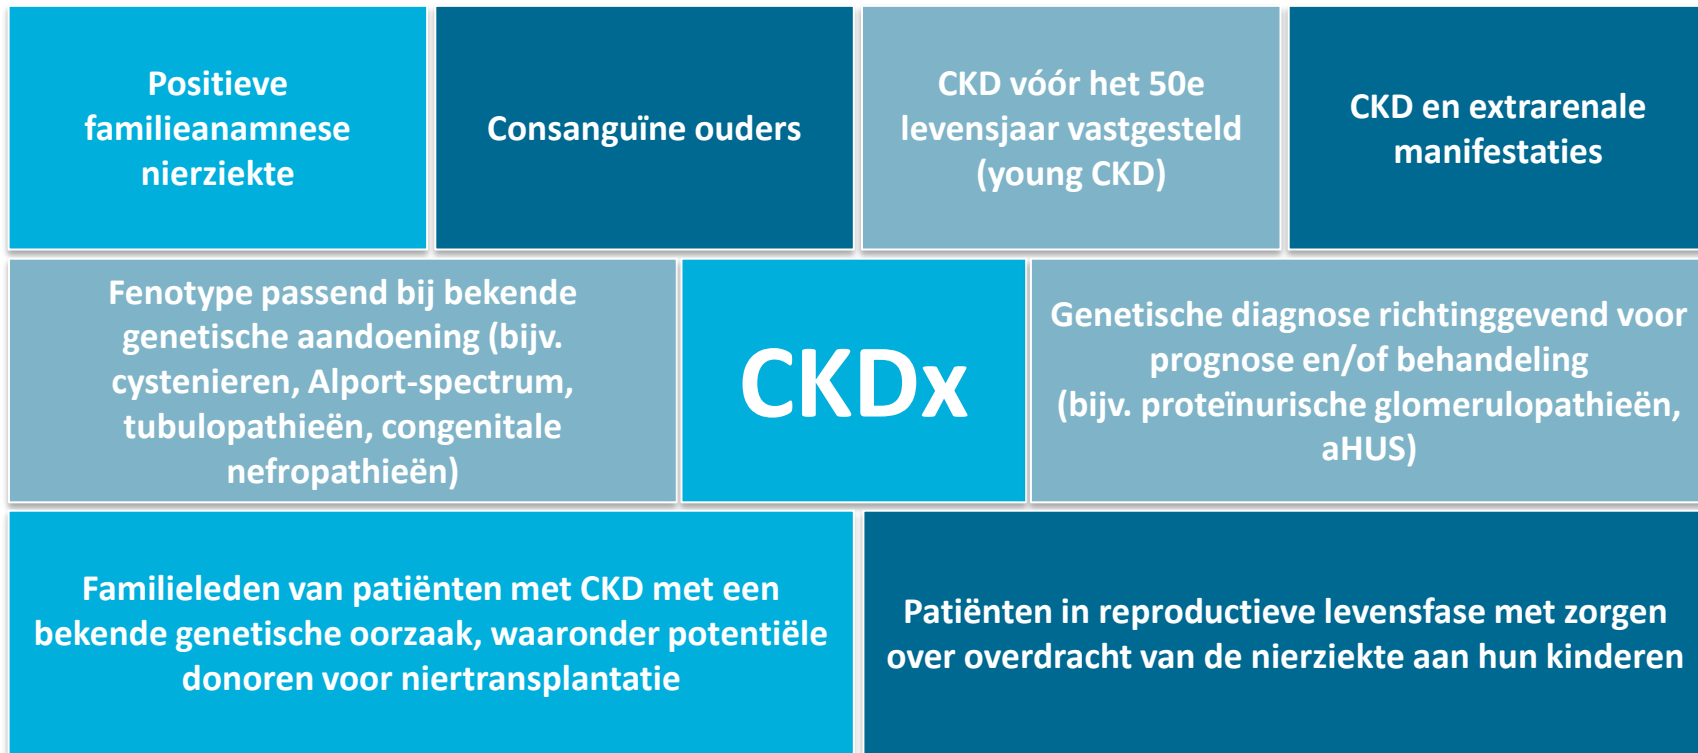 Positieve
familieanamnese
nierziekte
Consanguïne ouders
CKD vóór het 50e
levensjaar vastgesteld
(young CKD)
CKD en extrarenale
manifestaties
Fenotype passend bij bekende
genetische aandoening (bijv.
cystenieren, Alport-spectrum,
tubulopathieën, congenitale
nefropathieën)
CKDx
Genetische diagnose richtinggevend voor
prognose en/of behandeling
(bijv. proteïnurische glomerulopathieën,
aHUS)
Familieleden van patiënten met CKD met een
bekende genetische oorzaak, waaronder potentiële
donoren voor niertransplantatie
Patiënten in reproductieve levensfase met zorgen
over overdracht van de nierziekte aan hun kinderen